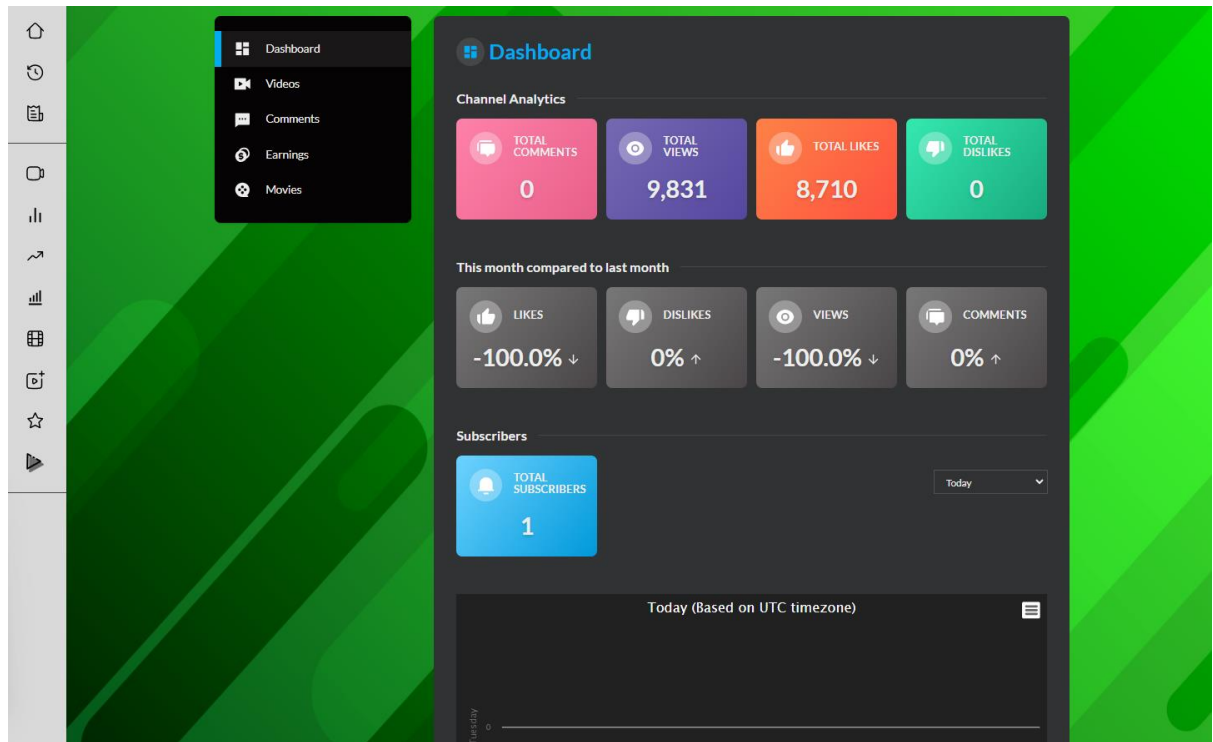 Dashboard
Videos
Comments
Earnings
Movies
Dashboard
Channel Analytics
TOTAL
COMMENTS
0
TOTAL
VIEWS
9,831
TOTAL LIKES
8,710
TOTAL
DISLIKES
0
This month compared to last month
LIKES
-100.0% ↓
DISLIKES
0% ↑
VIEWS
-100.0% ↓
COMMENTS
0% ↑
Subscribers
TOTAL
SUBSCRIBERS
1
Today
Today (Based on UTC timezone)
Tuesday
0